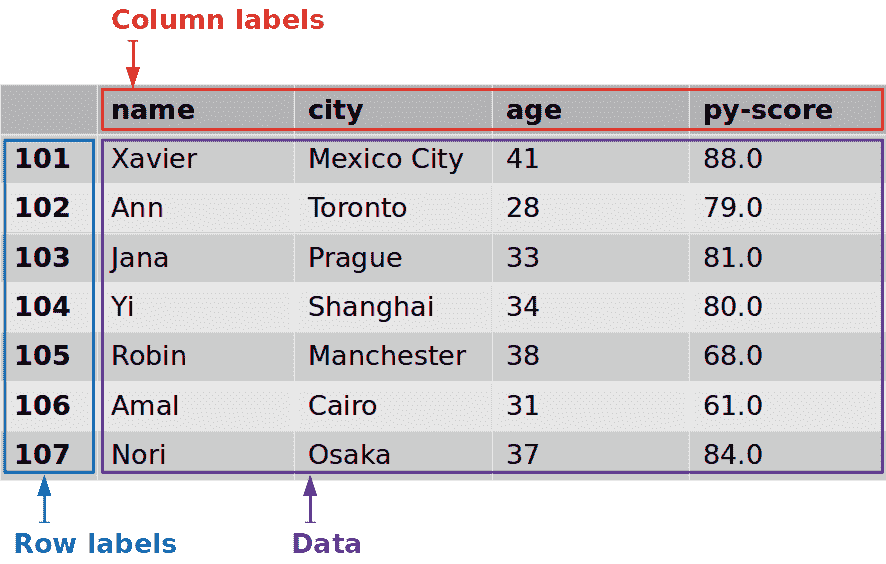 Column labels
name city age py-score
101 Xavier Mexico City 41 88.0
102 Ann Toronto 28 79.0
103 Jana Prague 33 81.0
104 Yi Shanghai 34 80.0
105 Robin Manchester 38 68.0
106 Amal Cairo 31 61.0
107 Nori Osaka 37 84.0
Row labels Data